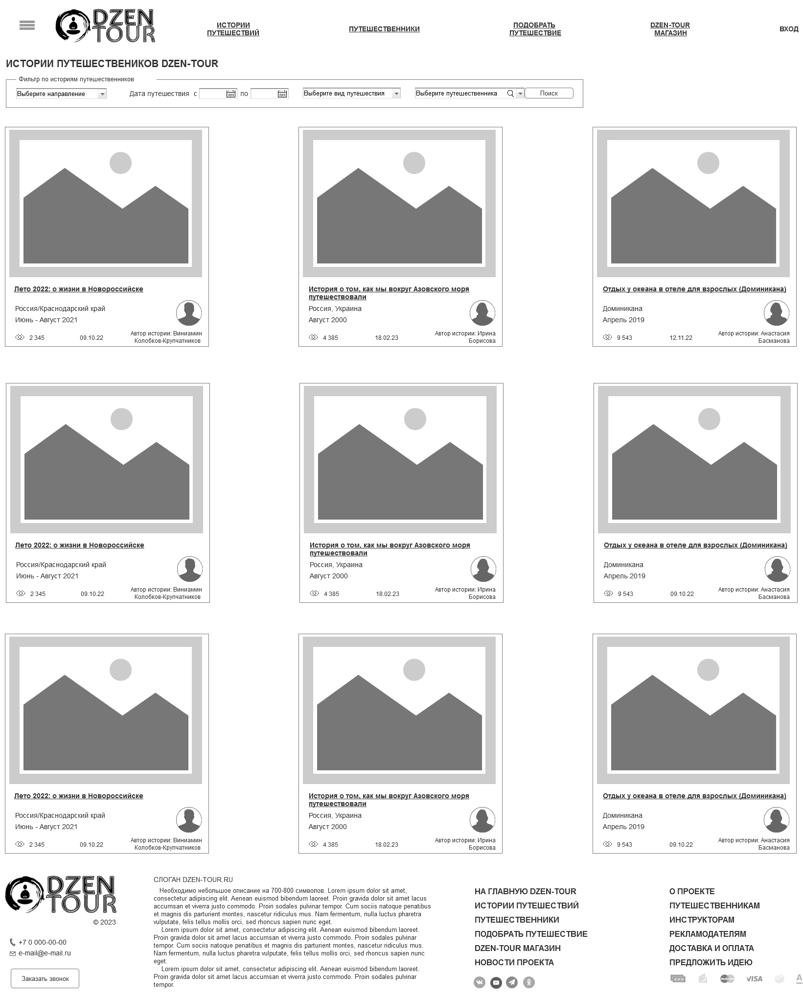 DZEN
TOUR
ИСТОРИИ
ПУТЕШЕСТВИЙ
ПУТЕШЕСТВЕННИКИ
ПОДОБРАТЬ
ПУТЕШЕСТВИЕ
DZEN-TOUR
МАГАЗИН
ВХОД
ИСТОРИИ ПУТЕШЕСТВЕНИКОВ DZEN-TOUR
Фильтр по историям путешественников
Выберите направление
Дата путешествия с
по
Выберите вид путешествия
Выберите путешественника
Поиск
Лето 2022: о жизни в Новороссийске
Россия/Краснодарский край
Июнь - Август 2021
2 345
09.10.22
Автор истории: Виниамин
Колобков-Крупчатников
История о том, как мы вокруг Азовского моря
путешествовали
Россия, Украина
Август 2000
4 385
18.02.23
Автор истории: Ирина
Борисова
Отдых у океана в отеле для взрослых (Доминикана)
Доминикана
Апрель 2019
9 543
12.11.22
Автор истории: Анастасия
Басманова
Лето 2022: о жизни в Новороссийске
Россия/Краснодарский край
Июнь - Август 2021
2 345
09.10.22
Автор истории: Виниамин
Колобков-Крупчатников
История о том, как мы вокруг Азовского моря
путешествовали
Россия, Украина
Август 2000
4 385
18.02.23
Автор истории: Ирина
Борисова
Отдых у океана в отеле для взрослых (Доминикана)
Доминикана
Апрель 2019
9 543
09.10.22
Автор истории: Анастасия
Басманова
Лето 2022: о жизни в Новороссийске
Россия/Краснодарский край
Июнь - Август 2021
2 345
09.10.22
Автор истории: Виниамин
Колобков-Крупчатников
История о том, как мы вокруг Азовского моря
путешествовали
Россия, Украина
Август 2000
4 385
18.02.23
Автор истории: Ирина
Борисова
Отдых у океана в отеле для взрослых (Доминикана)
Доминикана
Апрель 2019
9 543
09.10.22
Автор истории: Анастасия
Басманова
DZEN
TOUR
© 2023
+7 0 000-00-00
e-mail@e-mail.ru
Заказать звонок
СЛОГАН DZEN-TOUR.RU
Необходимо небольшое описание на 700-800 символов. Lorem ipsum dolor sit amet,
consectetur adipiscing elit. Aenean euismod bibendum laoreet. Proin gravida dolor sit amet lacus
accumsan et viverra justo commodo. Proin sodales pulvinar tempor. Cum sociis natoque penatibus
et magnis dis parturient montes, nascetur ridiculus mus. Nam fermentum, nulla luctus pharetra
vulputate, felis tellus mollis orci, sed rhoncus sapien nunc eget.
Lorem ipsum dolor sit amet, consectetur adipiscing elit. Aenean euismod bibendum laoreet.
Proin gravida dolor sit amet lacus accumsan et viverra justo commodo. Proin sodales pulvinar
tempor. Cum sociis natoque penatibus et magnis dis parturient montes, nascetur ridiculus mus.
Nam fermentum, nulla luctus pharetra vulputate, felis tellus mollis orci, sed rhoncus sapien nunc
eget.
Lorem ipsum dolor sit amet, consectetur adipiscing elit. Aenean euismod bibendum laoreet.
Proin gravida dolor sit amet lacus accumsan et viverra justo commodo. Proin sodales pulvinar
tempor.
НА ГЛАВНУЮ DZEN-TOUR
ИСТОРИИ ПУТЕШЕСТВИЙ
ПУТЕШЕСТВЕННИКИ
ПОДОБРАТЬ ПУТЕШЕСТВИЕ
DZEN-TOUR МАГАЗИН
НОВОСТИ ПРОЕКТА
О ПРОЕКТЕ
ПУТЕШЕСТВЕННИКАМ
ИНСТРУКТОРАМ
РЕКЛАМОДАТЕЛЯМ
ДОСТАВКА И ОПЛАТА
ПРЕДЛОЖИТЬ ИДЕЮ
MasterCard
VISA